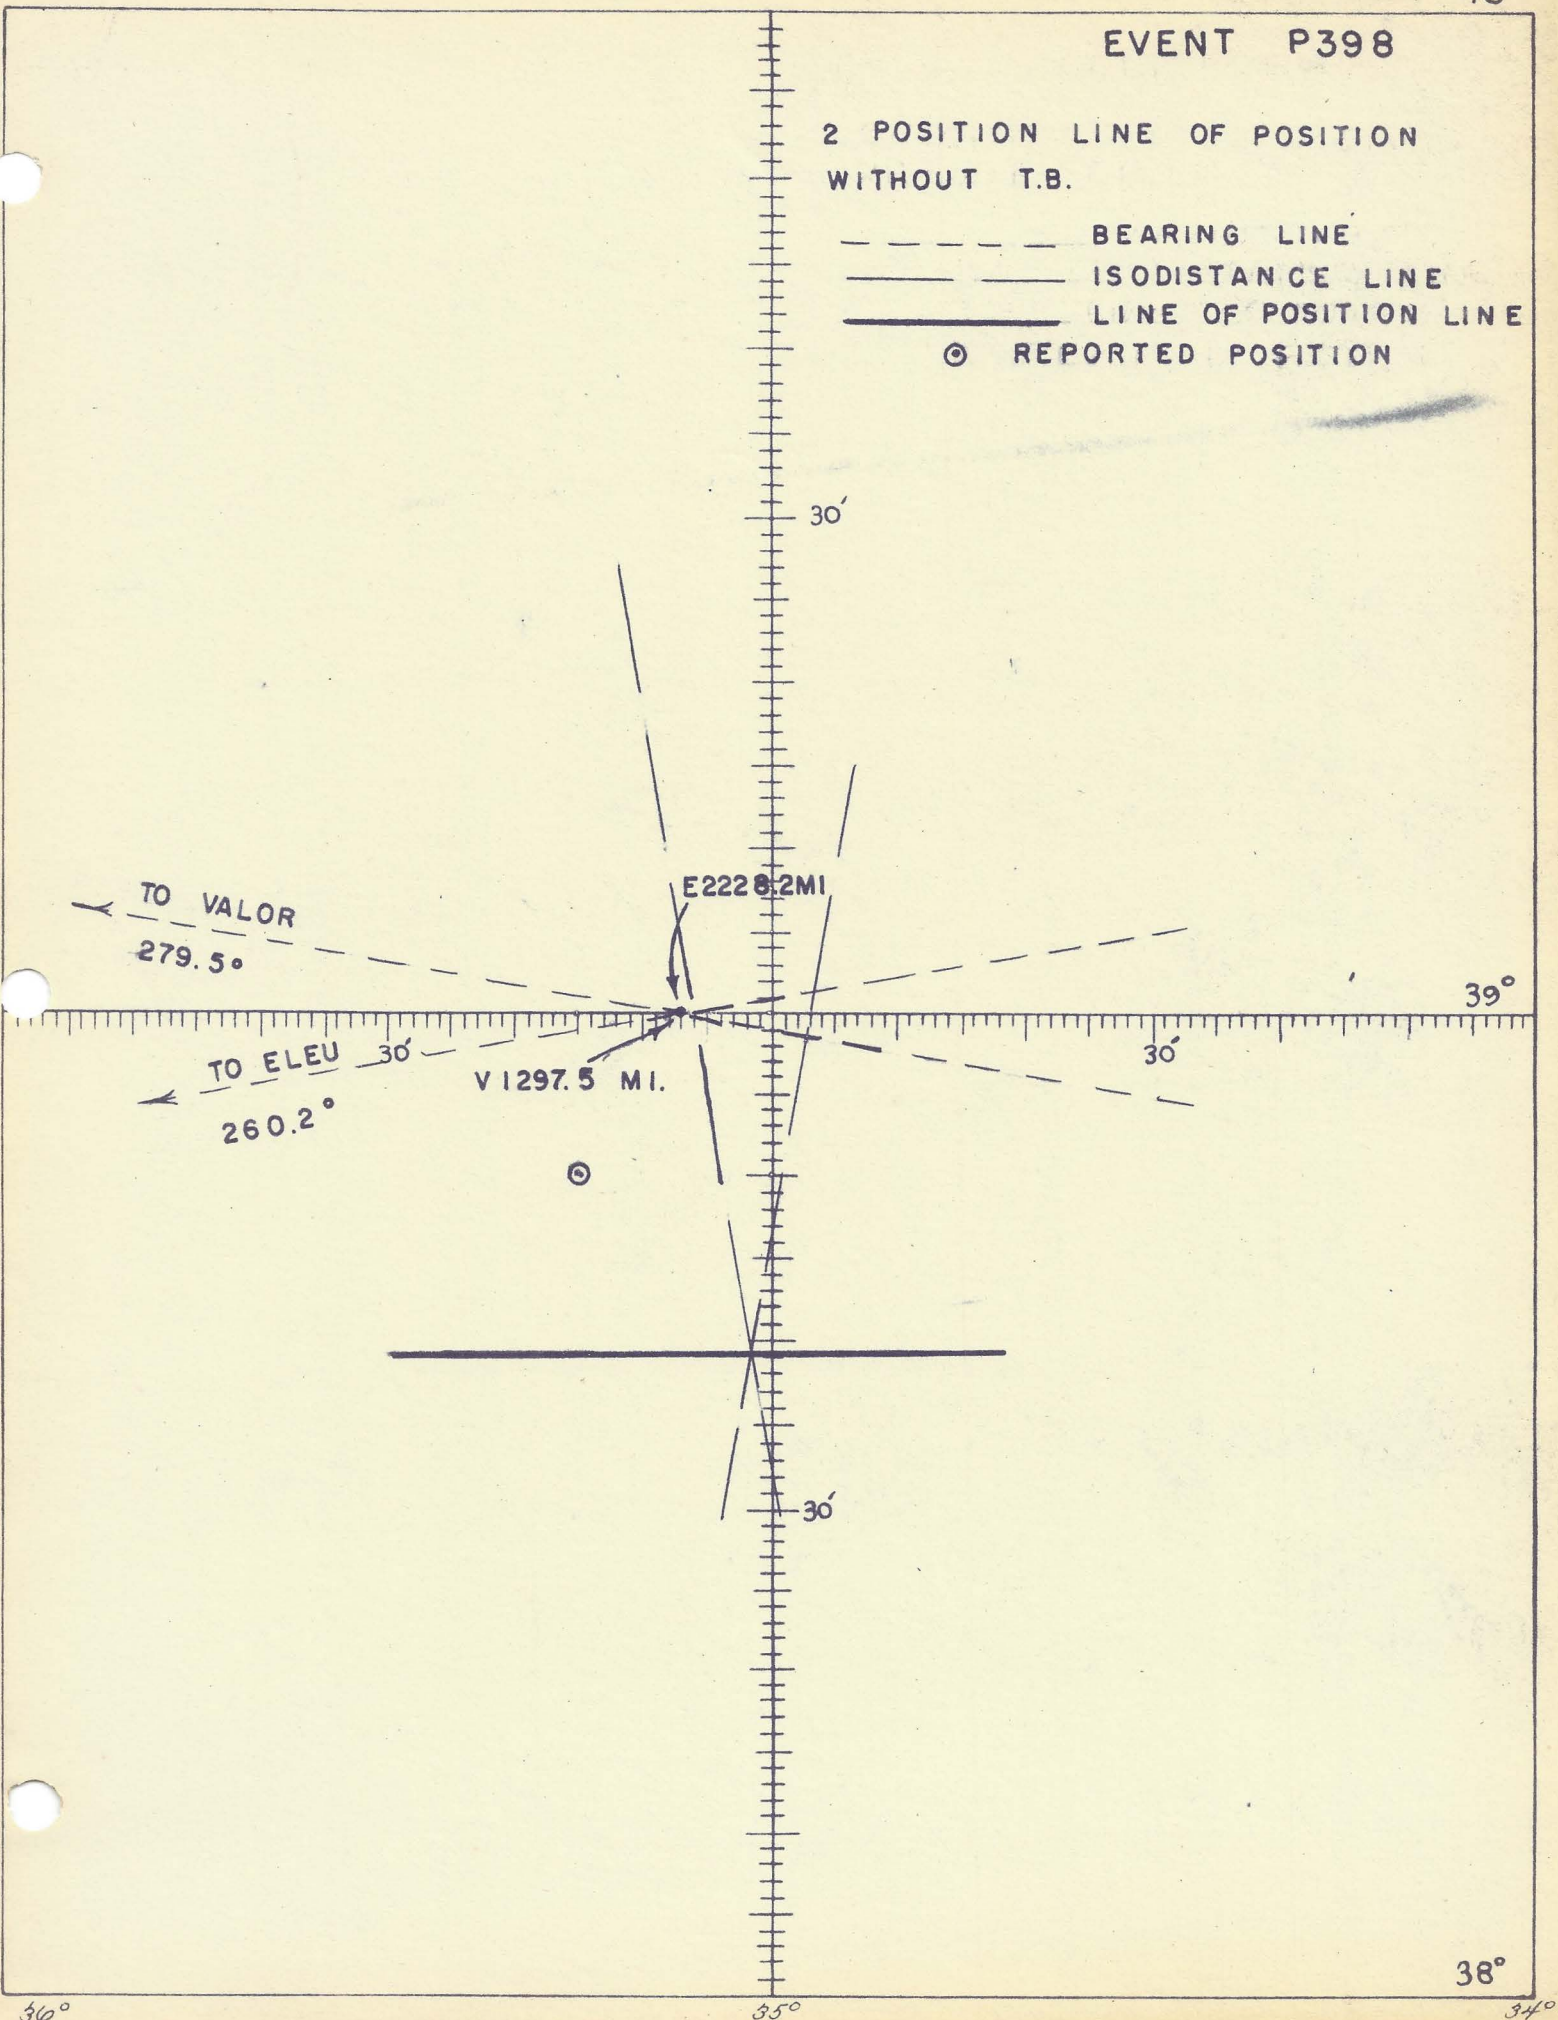 EVENT P398
2 POSITION LINE OF POSITION
WITHOUT T.B.
BEARING LINE
ISODISTANCE LINE
LINE OF POSITION LINE
REPORTED POSITION
30'
E2228.2MI
TO VALOR
279.5°
39°
TO ELEU
30'
30'
V1297.5 MI.
260.2°
30'
38°
36°
35°
34°